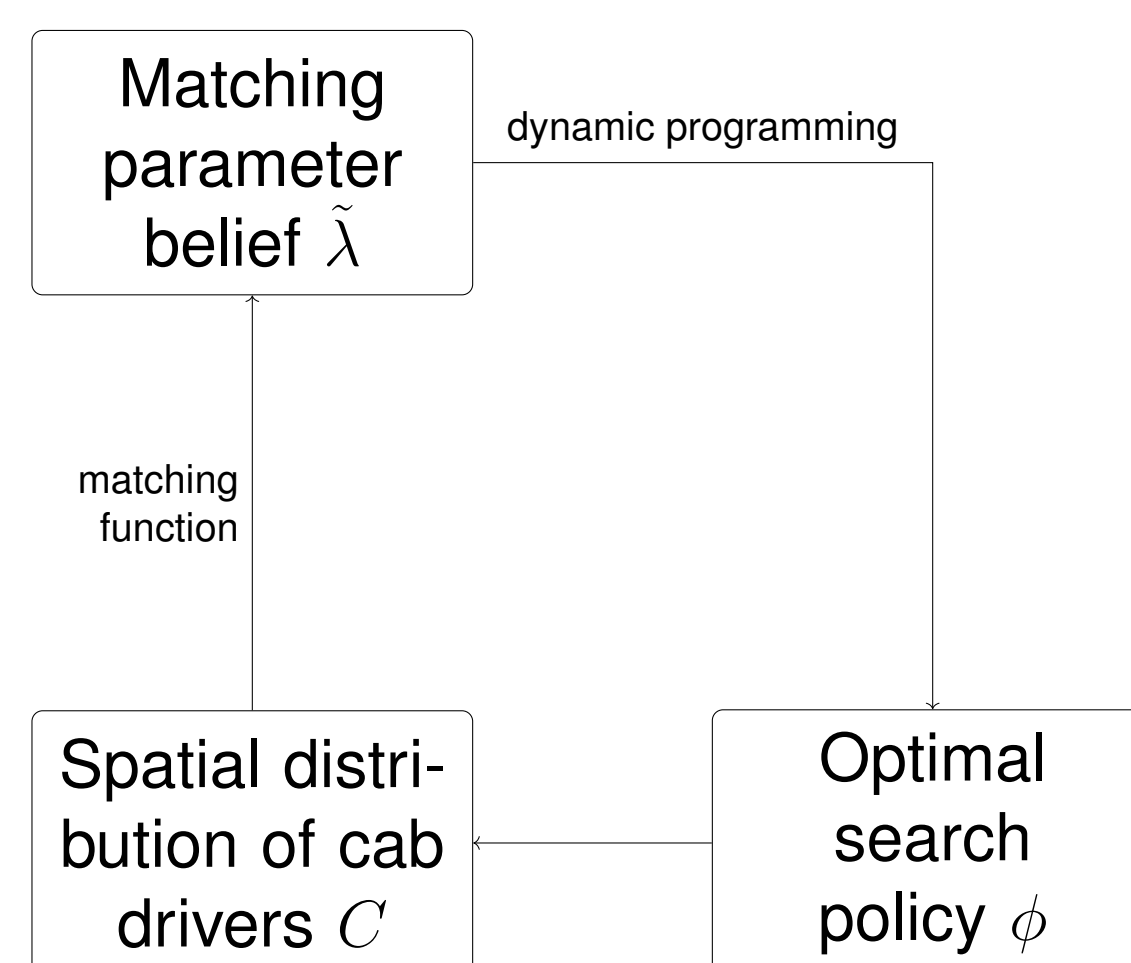 Matching
parameter
belief λ̃
dynamic programming
matching
function
Spatial distri-
bution of cab
drivers C
Optimal
search
policy ϕ